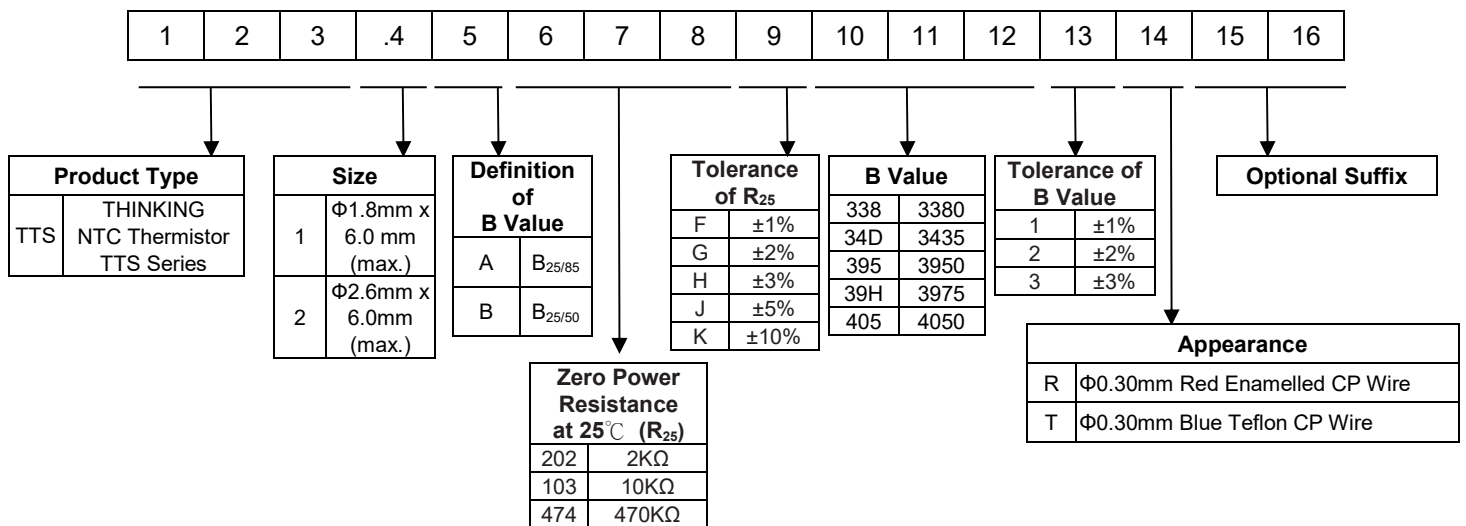 1 2 3 .4 5 6 7 8 9 10 11 12 13 14 15 16
Product Type
TTS
THINKING
NTC Thermistor
TTS Series
Size
1
Φ1.8mm x
6.0 mm
(max.)
2
Φ2.6mm x
6.0mm
(max.)
Definition
of
B Value
A B25/85
B B25/50
Zero Power
Resistance
at 25℃ (R25)
202 2KΩ
103 10KΩ
474 470KΩ
Tolerance
of R25
F ±1%
G ±2%
H ±3%
J ±5%
K ±10%
B Value
338 3380
34D 3435
395 3950
39H 3975
405 4050
Tolerance of
B Value
1 ±1%
2 ±2%
3 ±3%
Appearance
R Φ0.30mm Red Enamelled CP Wire
T Φ0.30mm Blue Teflon CP Wire
Optional Suffix